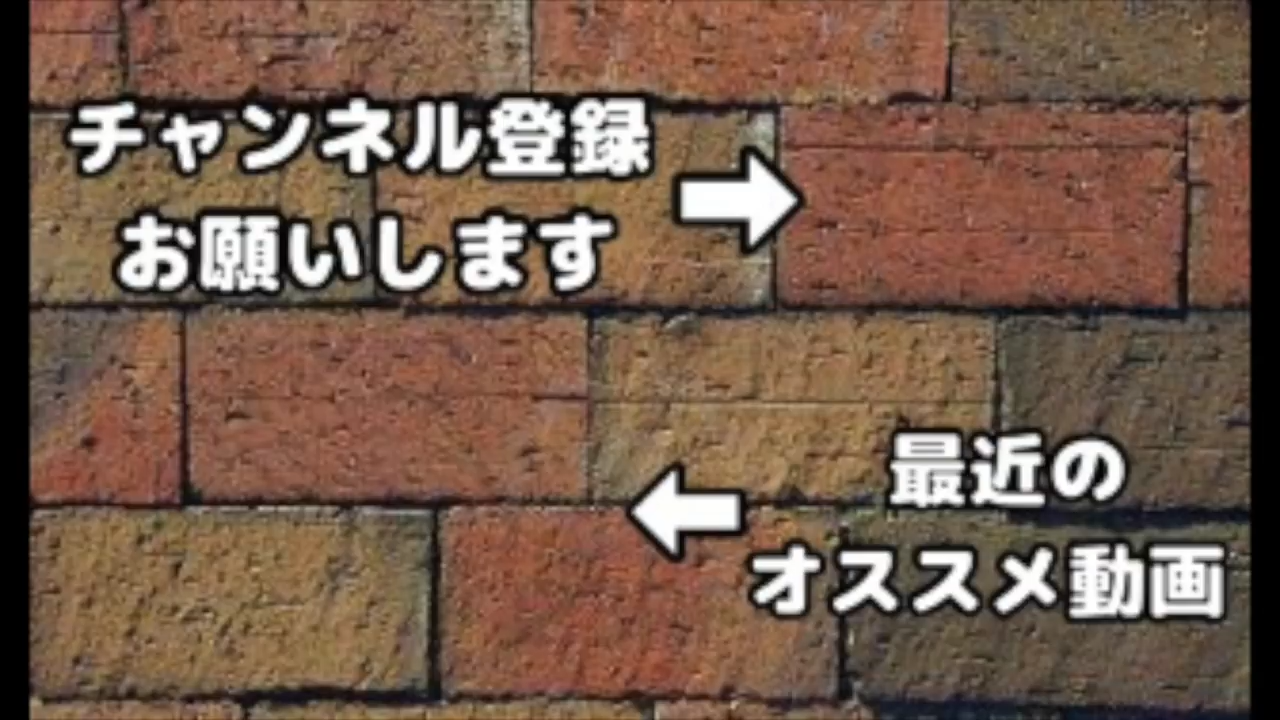 チャンネル登録
お願いします
最近の
オススメ動画